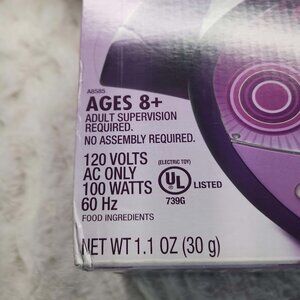 A8585
AGES 8+
ADULT SUPERVISION
REQUIRED.
NO ASSEMBLY REQUIRED.
120 VOLTS (ELECTRIC TOY)
AC ONLY
100 WATTS UL LISTED
60 Hz 739G
FOOD INGREDIENTS
NET WT 1.1 OZ (30 g)